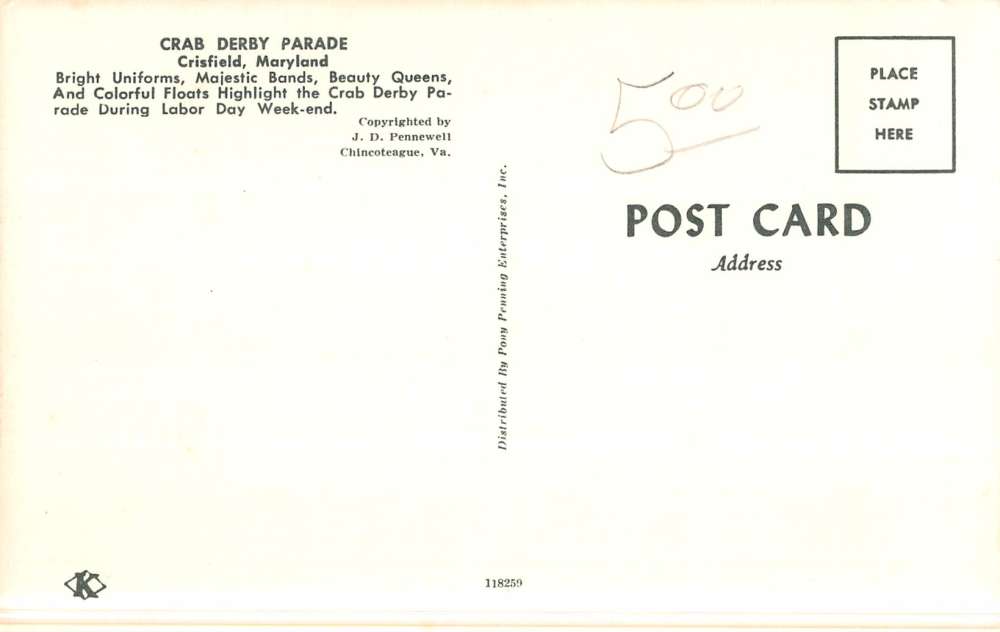 CRAB DERBY PARADE
Crisfield, Maryland
Bright Uniforms, Majestic Bands, Beauty Queens,
And Colorful Floats Highlight the Crab Derby Pa-
rade During Labor Day Week-end.
Copyrighted by
J. D. Pennewell
Chincoteague, Va.
Distributed By Pony Penning Enterprises, Inc.
5 00
PLACE
STAMP
HERE
POST CARD
Address
K
118259